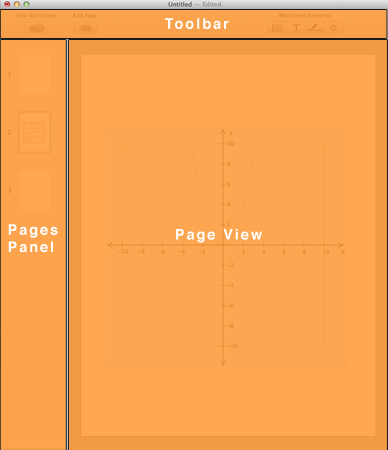 Untitled — Edited
New Worksheet Add Page Worksheet Elements
Toolbar
T
1
2
3
Pages
Panel
Page View
y
10
8
6
4
2
-10 -8 -6 -4 -2 2 4 6 8 10 x
-2
-4
-6
-8
-10